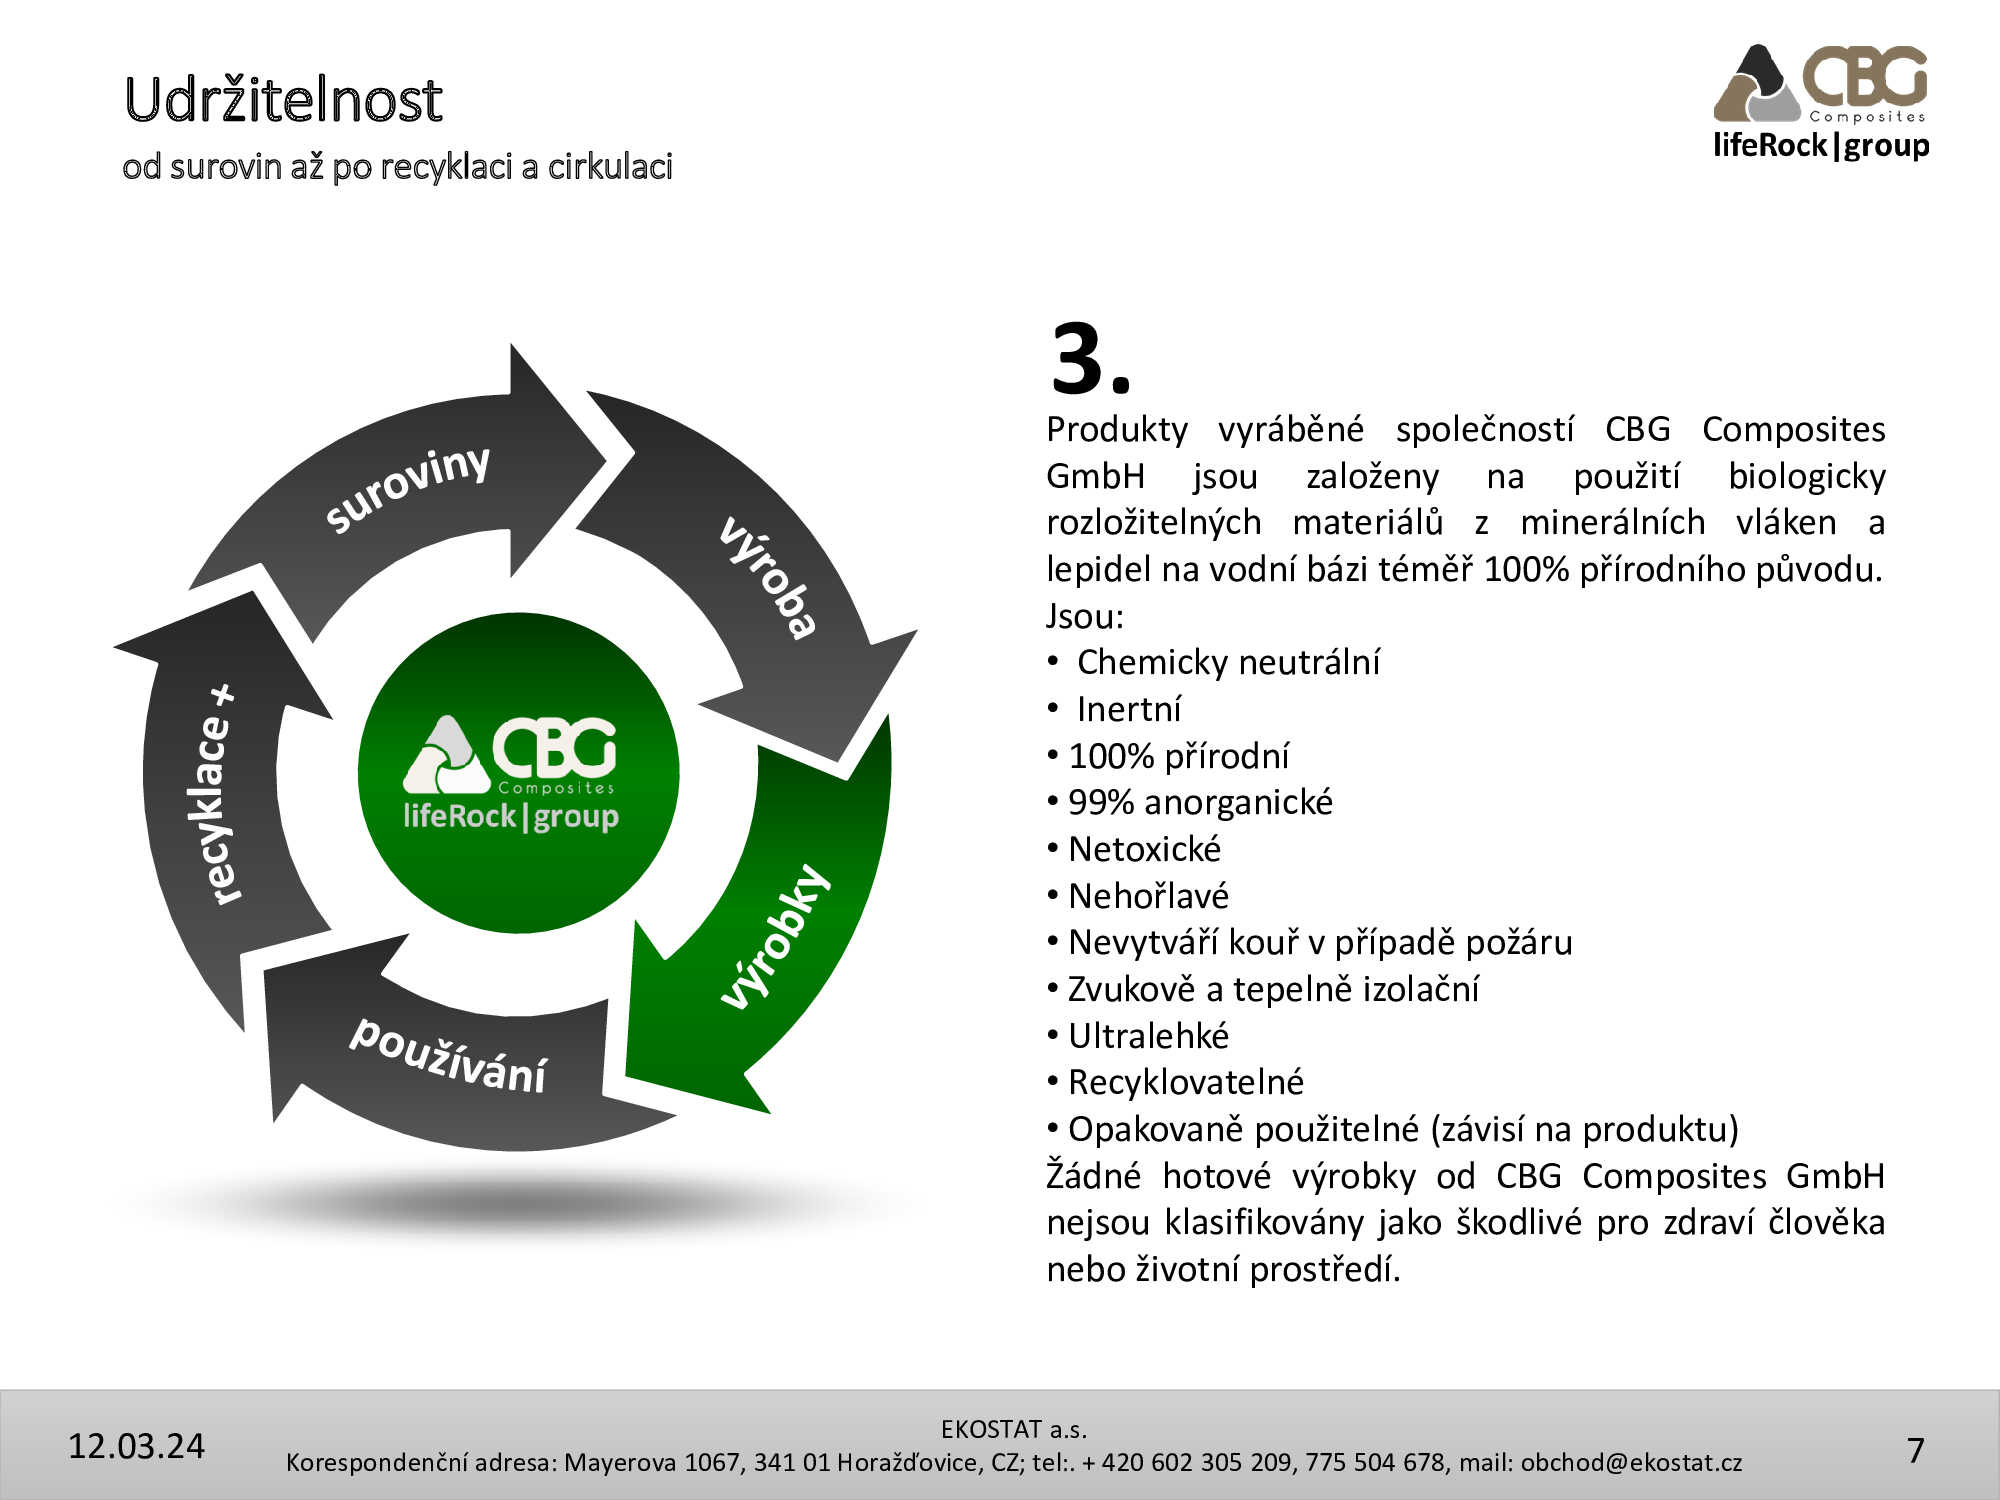 Udržitelnost
od surovin až po recyklaci a cirkulaci
CBG
Composites
lifeRock|group
suroviny
výroba
výrobky
používání
recyklace +
CBG
Composites
lifeRock|group
3.
Produkty vyráběné společností CBG Composites
GmbH jsou založeny na použití biologicky
rozložitelných materiálů z minerálních vláken a
lepidel na vodní bázi téměř 100% přírodního původu.
Jsou:
• Chemicky neutrální
• Inertní
• 100% přírodní
• 99% anorganické
• Netoxické
• Nehořlavé
• Nevytváří kouř v případě požáru
• Zvukově a tepelně izolační
• Ultralehké
• Recyklovatelné
• Opakovaně použitelné (závisí na produktu)
Žádné hotové výrobky od CBG Composites GmbH
nejsou klasifikovány jako škodlivé pro zdraví člověka
nebo životní prostředí.
12.03.24
EKOSTAT a.s.
Korespondenční adresa: Mayerova 1067, 341 01 Horažďovice, CZ; tel:. + 420 602 305 209, 775 504 678, mail: obchod@ekostat.cz
7